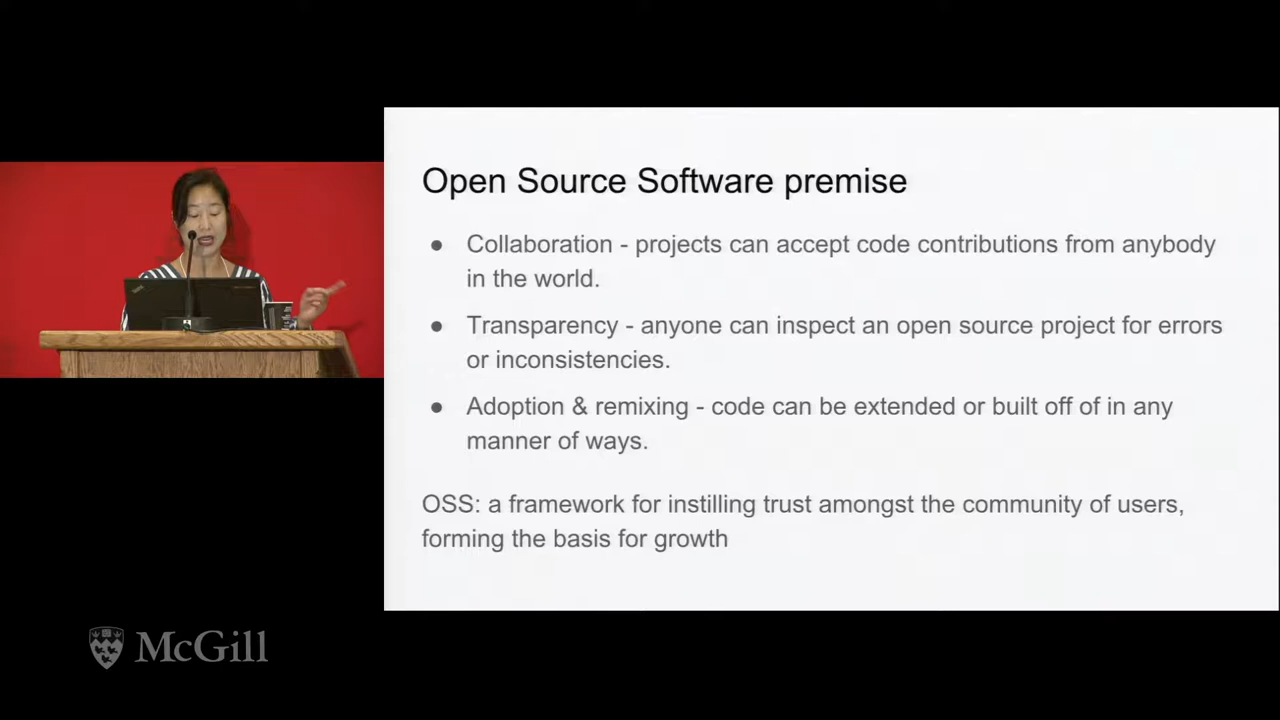 Open Source Software premise
● Collaboration - projects can accept code contributions from anybody
in the world.
● Transparency - anyone can inspect an open source project for errors
or inconsistencies.
● Adoption & remixing - code can be extended or built off of in any
manner of ways.
OSS: a framework for instilling trust amongst the community of users,
forming the basis for growth
McGill